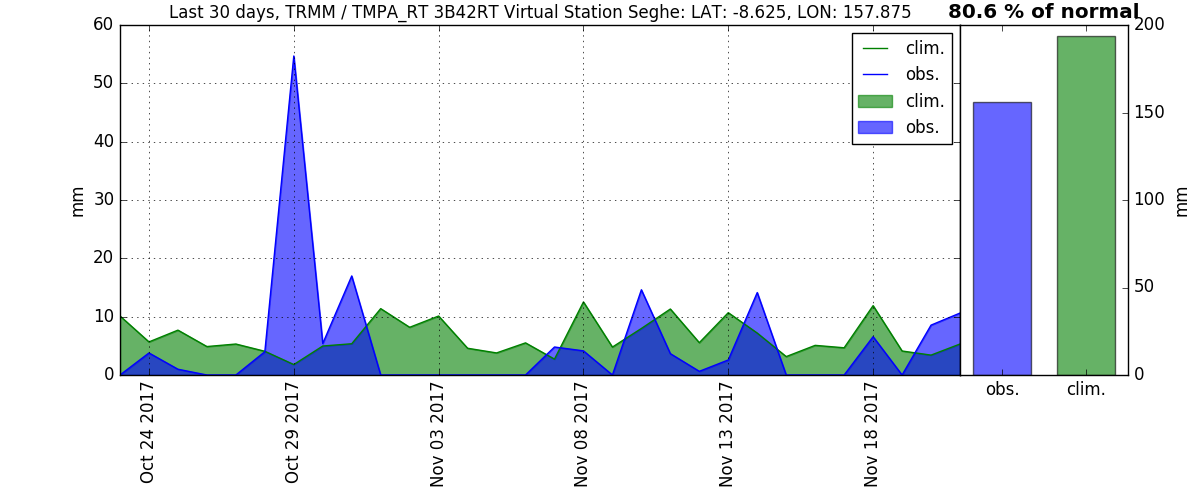 Last 30 days, TRMM / TMPA_RT 3B42RT Virtual Station Seghe: LAT: -8.625, LON: 157.875
80.6 % of normal
60
50
40
30
20
10
0
mm
clim.
obs.
clim.
obs.
Oct 24 2017
Oct 29 2017
Nov 03 2017
Nov 08 2017
Nov 13 2017
Nov 18 2017
200
150
100
50
0
mm
obs.
clim.